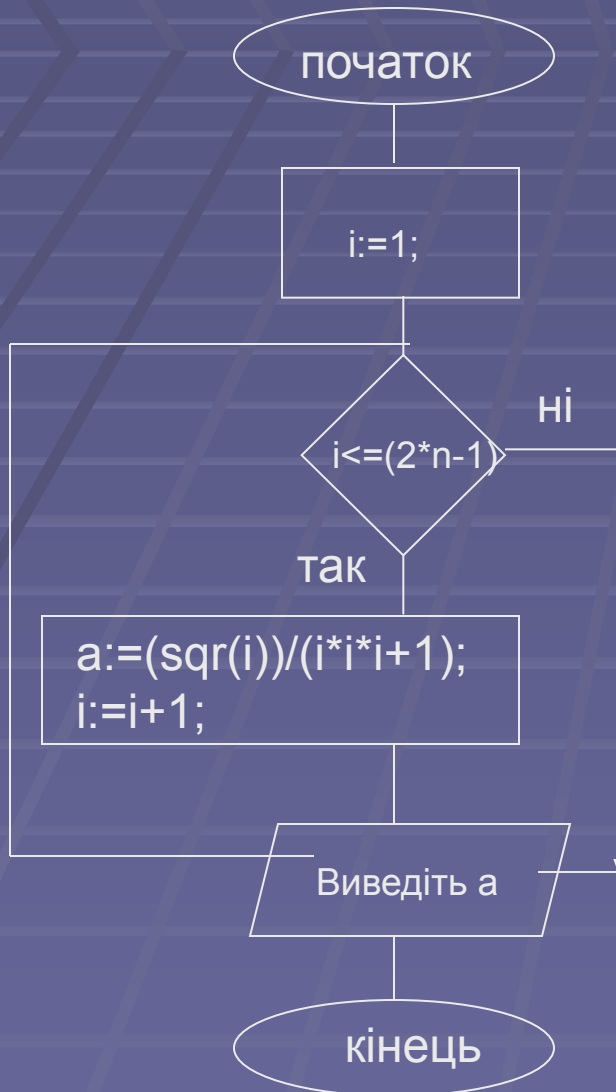 початок
i:=1;
i<=(2*n-1)
ні
так
a:=(sqr(i))/(i*i*i+1);
i:=i+1;
Виведіть a
кінець